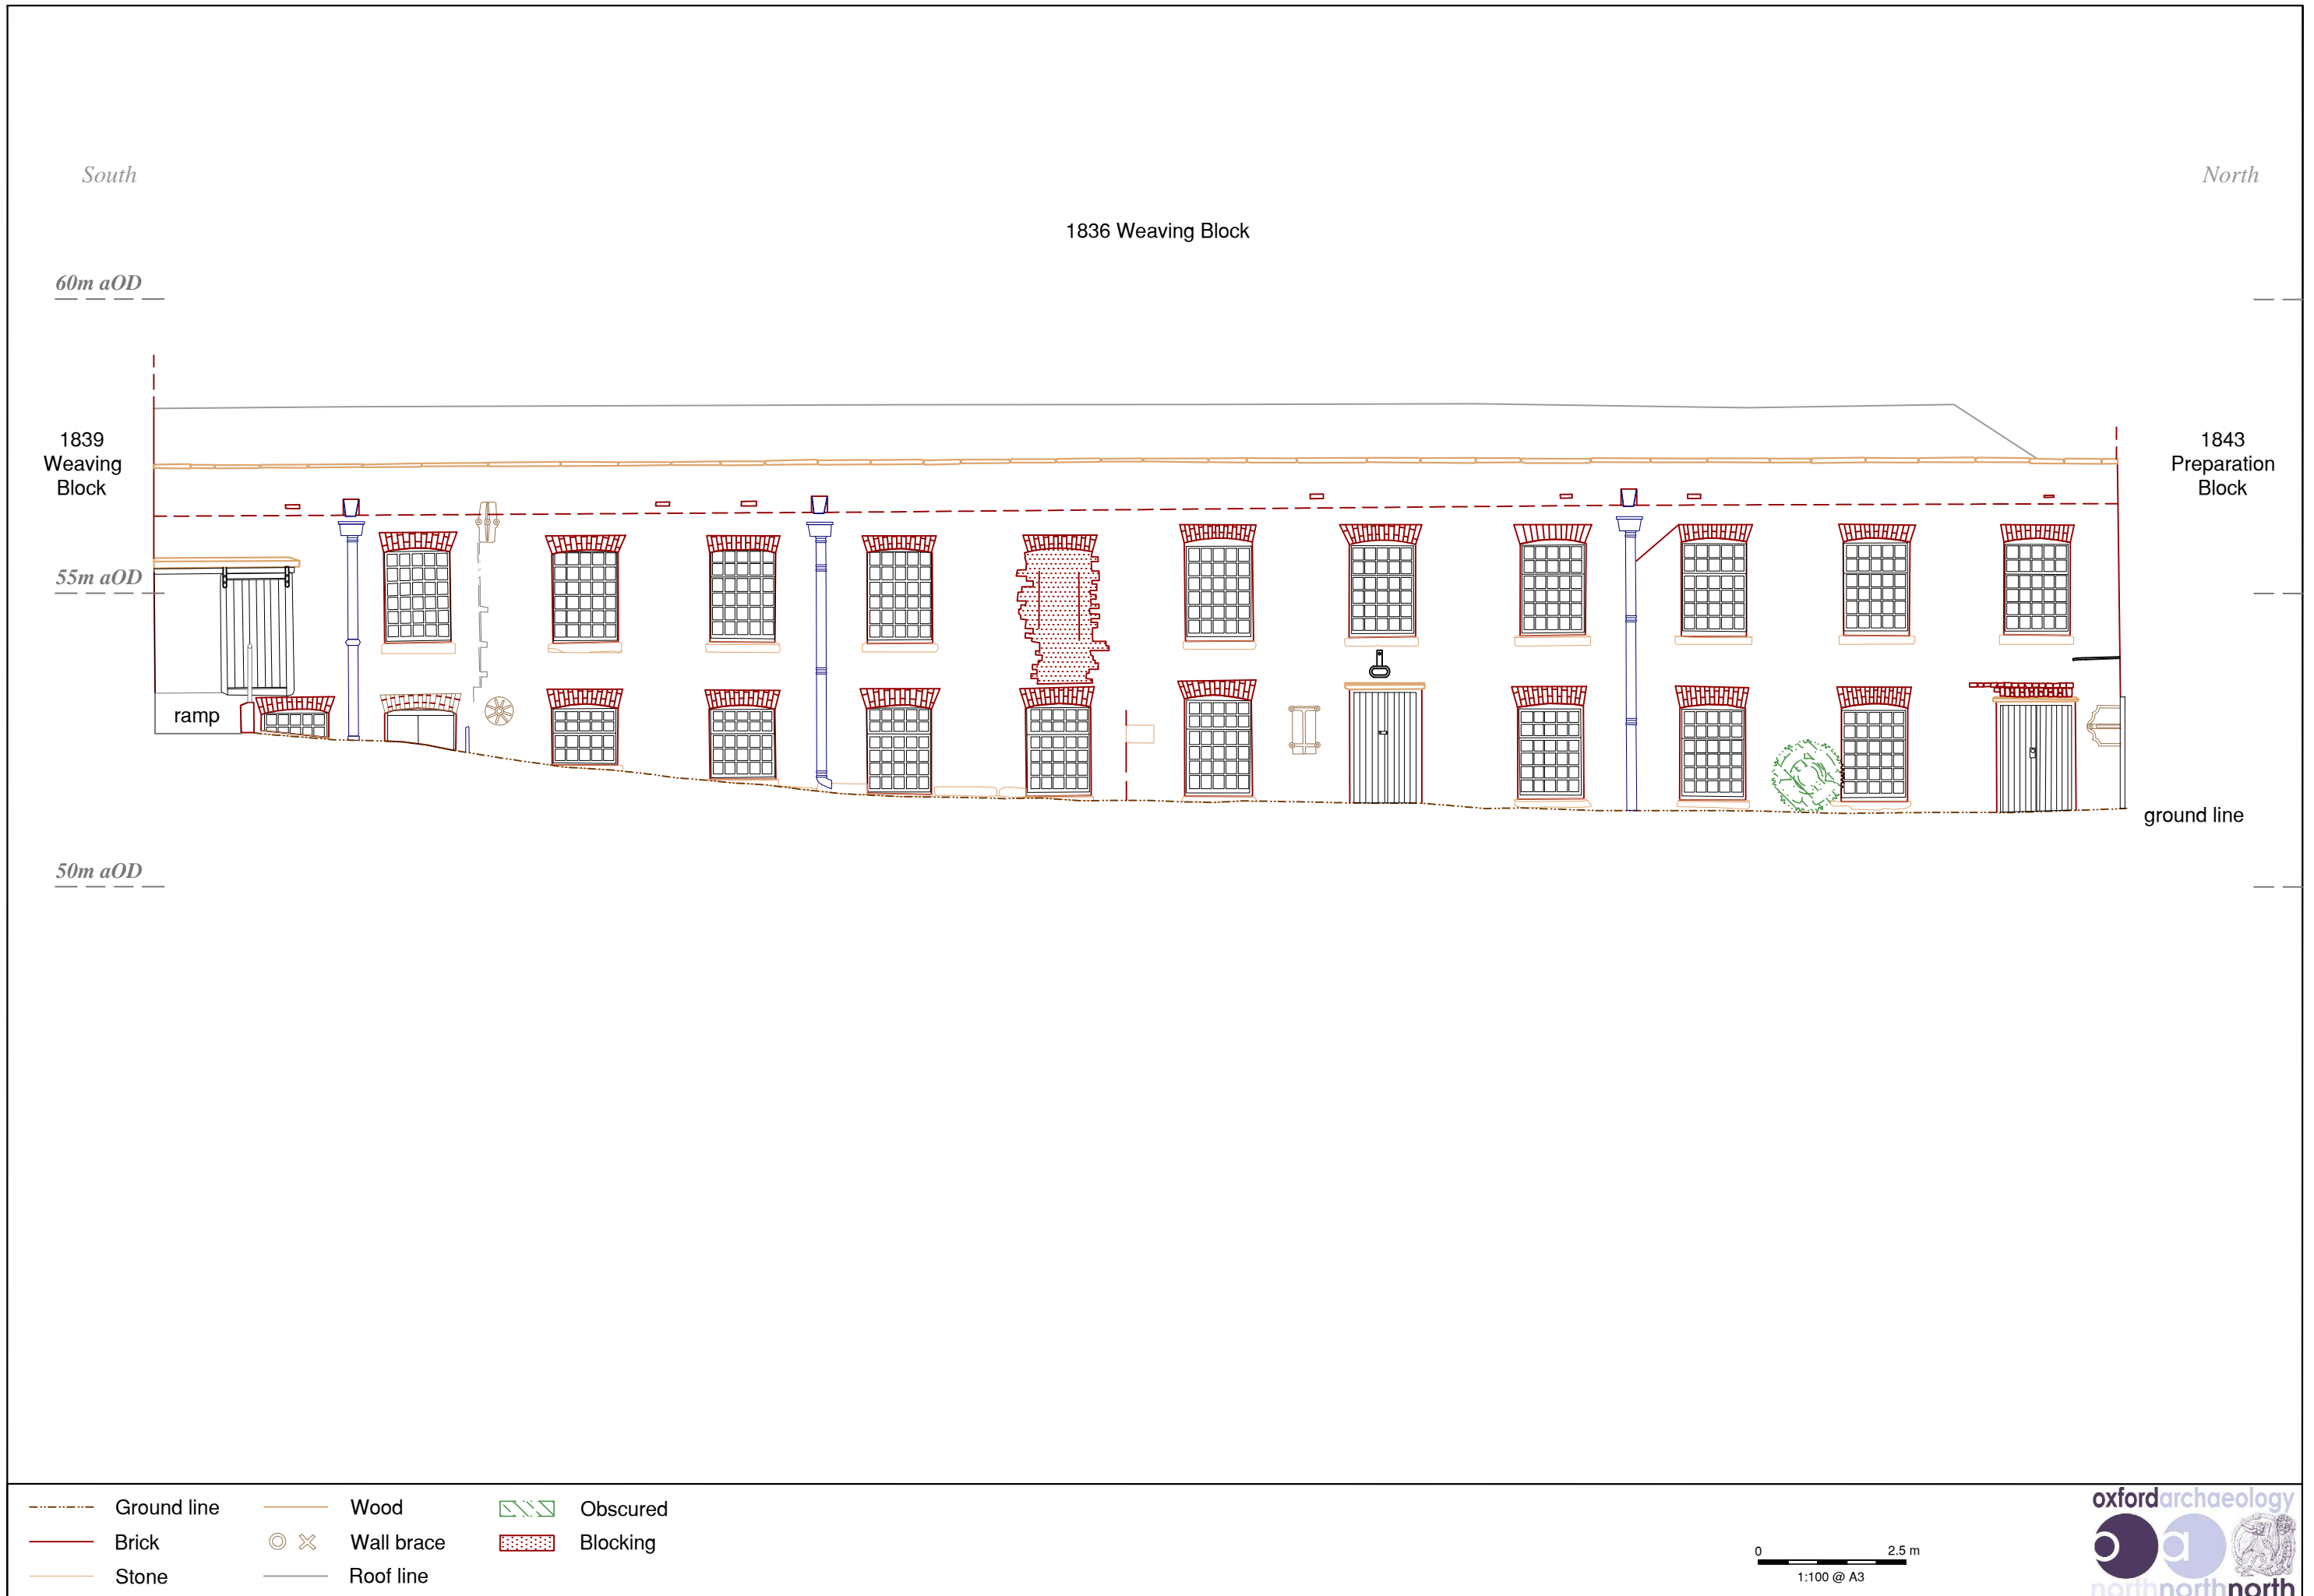 South
North
1836 Weaving Block
60m aOD
1839
Weaving
Block
1843
Preparation
Block
55m aOD
ramp
ground line
50m aOD
Ground line
Wood
Obscured
Brick
Wall brace
Blocking
Stone
Roof line
0
2.5 m
1:100 @ A3
oxfordarchaeology
oa
northnorthnorth